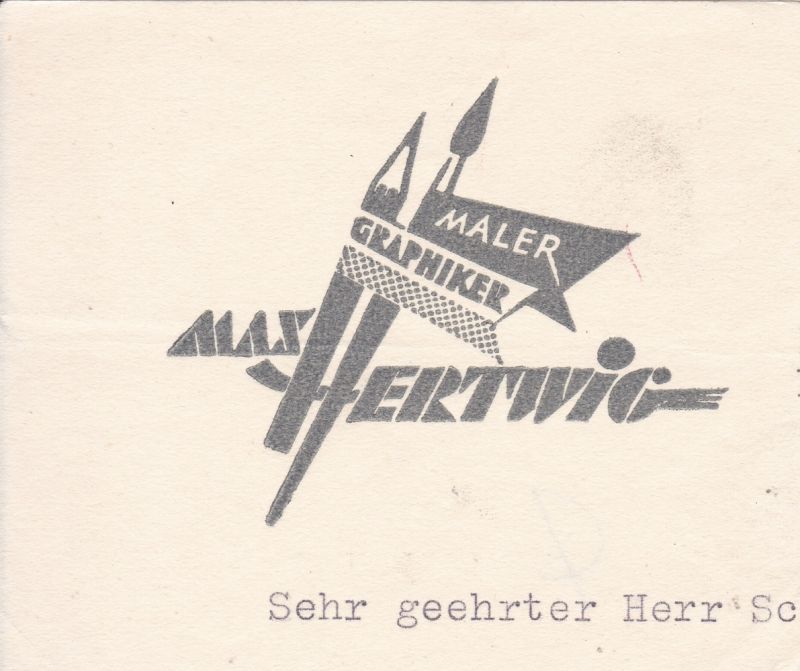 MALER
GRAPHIKER
MAX HERTWIG
Sehr geehrter Herr Sc